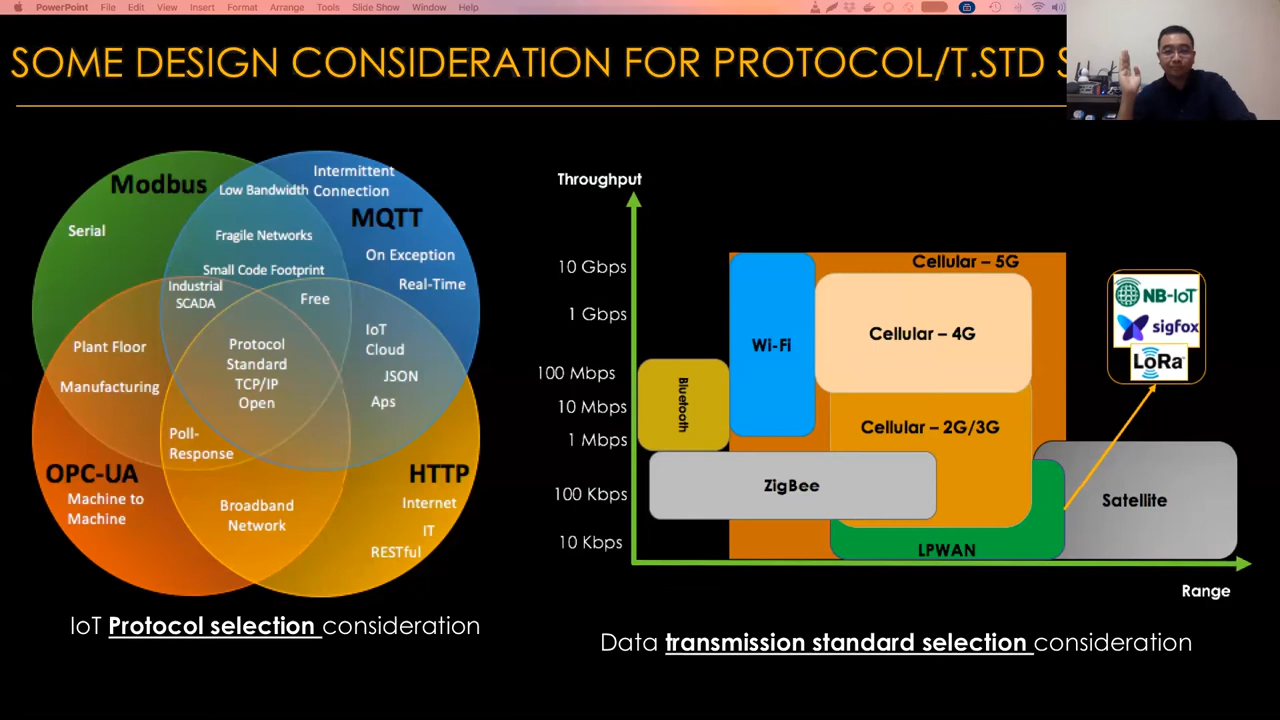 PowerPoint File Edit View Insert Format Arrange Tools Slide Show Window Help
SOME DESIGN CONSIDERATION FOR PROTOCOL/T.STD S
Modbus
Serial
Low Bandwidth
Fragile Networks
Small Code Footprint
Intermittent
Connection
MQTT
On Exception
Real-Time
Industrial
SCADA
Free
Plant Floor
Manufacturing
Protocol
Standard
TCP/IP
Open
IoT
Cloud
JSON
Aps
Poll-
Response
OPC-UA
Machine to
Machine
Broadband
Network
HTTP
Internet
IT
RESTful
IoT Protocol selection consideration
Throughput
10 Gbps
1 Gbps
100 Mbps
10 Mbps
1 Mbps
100 Kbps
10 Kbps
Bluetooth
Wi-Fi
Cellular – 5G
Cellular – 4G
Cellular – 2G/3G
ZigBee
LPWAN
Satellite
NB-IoT
sigfox
LoRa
Range
Data transmission standard selection consideration